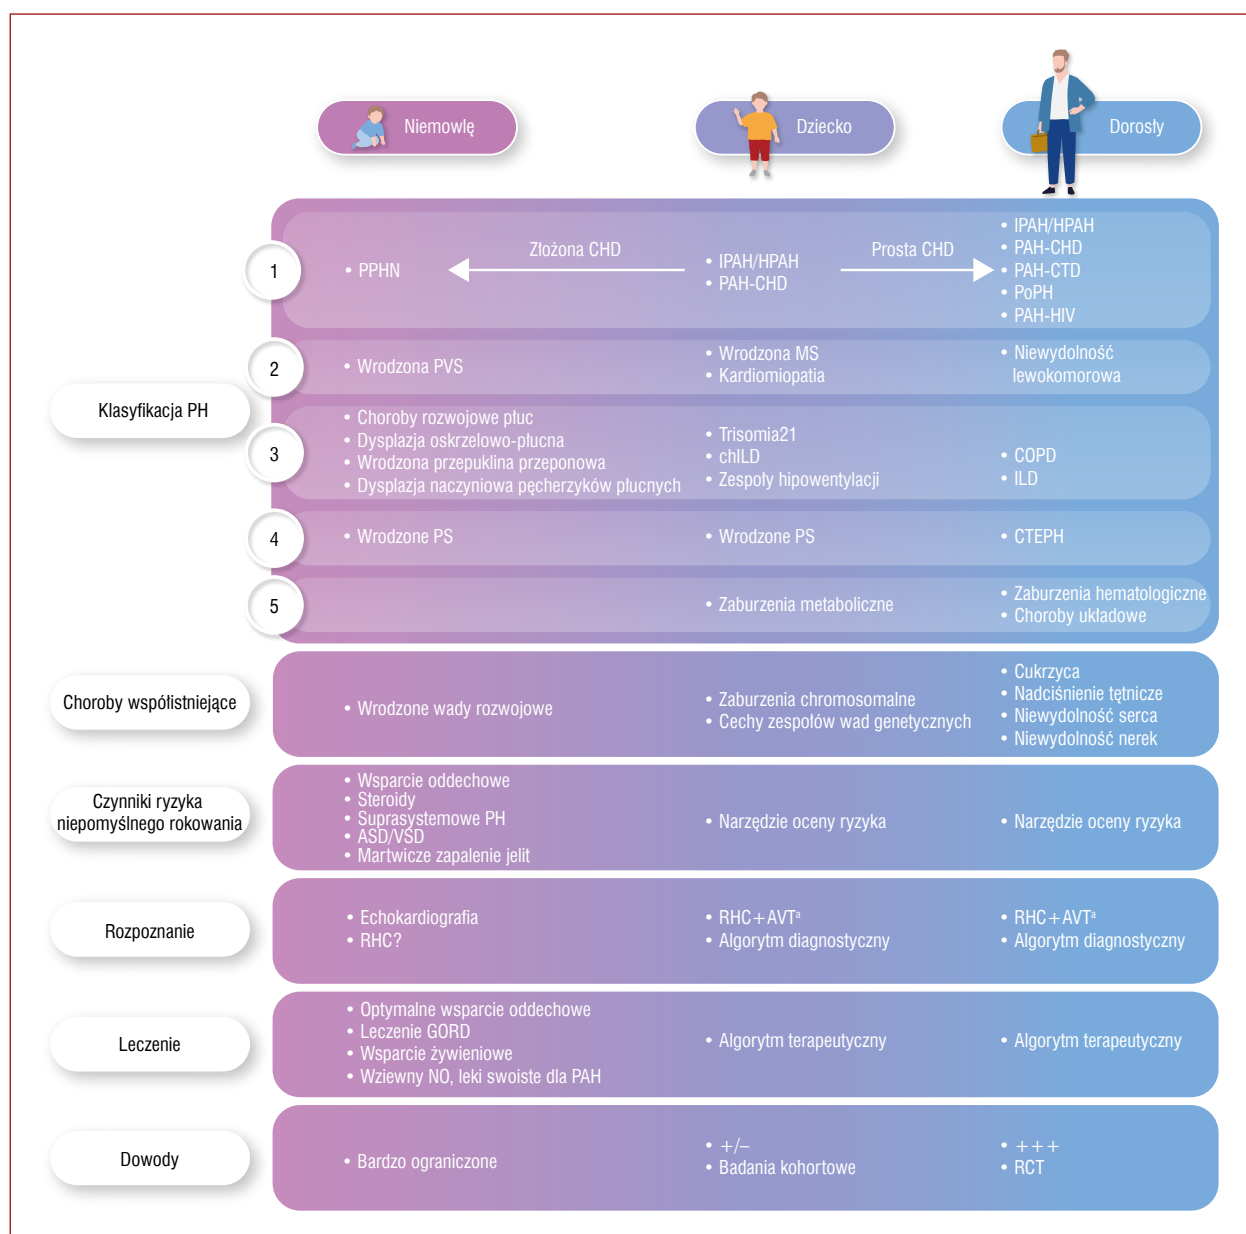 Niemowlę
Dziecko
Dorosły
Klasyfikacja PH
1
• PPHN
Złożona CHD
• IPAH/HPAH
• PAH-CHD
Prosta CHD
• IPAH/HPAH
• PAH-CHD
• PAH-CTD
• PoPH
• PAH-HIV
2
• Wrodzona PVS
• Wrodzona MS
• Kardiomiopatia
• Niewydolność
lewokomorowa
3
• Choroby rozwojowe płuc
• Dysplazja oskrzelowo-płucna
• Wrodzona przepuklina przeponowa
• Dysplazja naczyniowa pęcherzyków płucnych
• Trisomia21
• chILD
• Zespoły hipowentylacji
• COPD
• ILD
4
• Wrodzone PS
• Wrodzone PS
• CTEPH
5
• Zaburzenia metaboliczne
• Zaburzenia hematologiczne
• Choroby układowe
Choroby współistniejące
• Wrodzone wady rozwojowe
• Zaburzenia chromosomalne
• Cechy zespołów wad genetycznych
• Cukrzyca
• Nadciśnienie tętnicze
• Niewydolność serca
• Niewydolność nerek
Czynniki ryzyka
niepomyślnego rokowania
• Wsparcie oddechowe
• Steroidy
• Suprasystemowe PH
• ASD/VSD
• Martwicze zapalenie jelit
• Narzędzie oceny ryzyka
• Narzędzie oceny ryzyka
Rozpoznanie
• Echokardiografia
• RHC?
• RHC+AVTᵃ
• Algorytm diagnostyczny
• RHC+AVTᵃ
• Algorytm diagnostyczny
Leczenie
• Optymalne wsparcie oddechowe
• Leczenie GORD
• Wsparcie żywieniowe
• Wziewny NO, leki swoiste dla PAH
• Algorytm terapeutyczny
• Algorytm terapeutyczny
Dowody
• Bardzo ograniczone
• +/–
• Badania kohortowe
• +++
• RCT